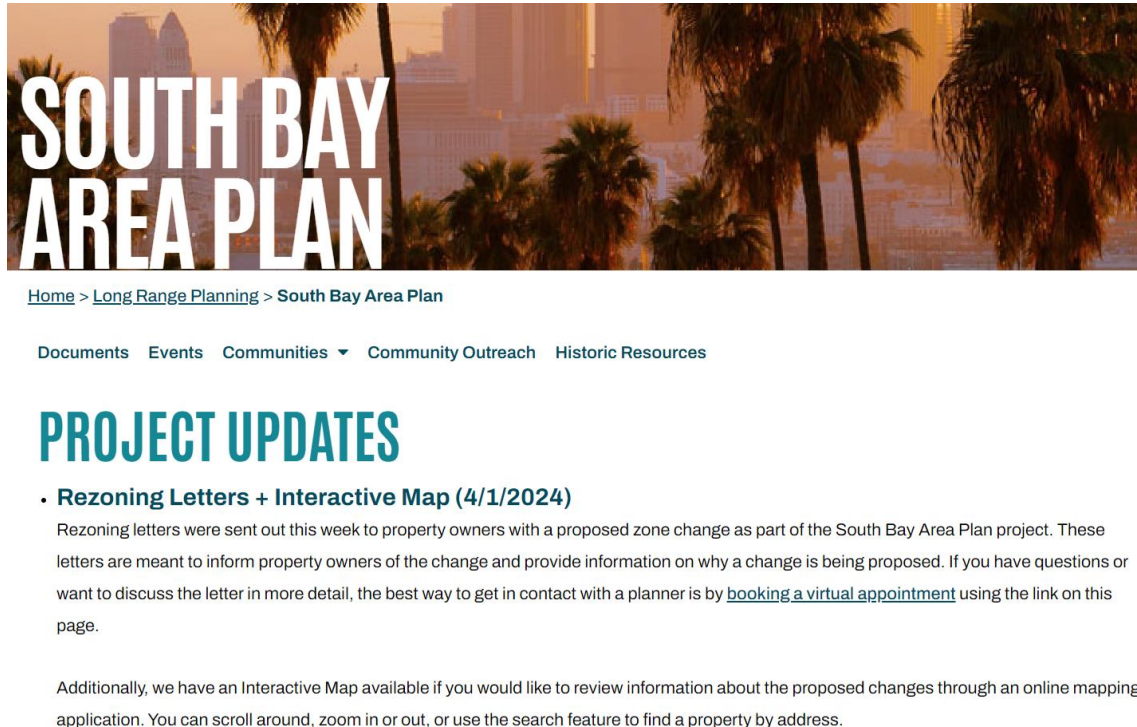 SOUTH BAY
AREA PLAN
Home > Long Range Planning > South Bay Area Plan
Documents Events Communities Community Outreach Historic Resources
PROJECT UPDATES
• Rezoning Letters + Interactive Map (4/1/2024)
Rezoning letters were sent out this week to property owners with a proposed zone change as part of the South Bay Area Plan project. These
letters are meant to inform property owners of the change and provide information on why a change is being proposed. If you have questions or
want to discuss the letter in more detail, the best way to get in contact with a planner is by booking a virtual appointment using the link on this
page.
Additionally, we have an Interactive Map available if you would like to review information about the proposed changes through an online mapping
application. You can scroll around, zoom in or out, or use the search feature to find a property by address.